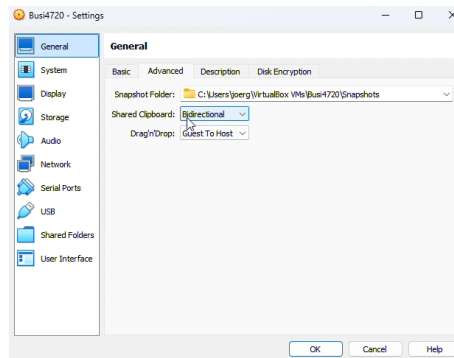 Busi4720 - Settings
General
System
Display
Storage
Audio
Network
Serial Ports
USB
Shared Folders
User Interface
General
Basic Advanced Description Disk Encryption
Snapshot Folder: C:\Users\joerg\VirtualBox VMs\Busi4720\Snapshots
Shared Clipboard: Bidirectional
Drag'n'Drop: Guest To Host
OK Cancel Help